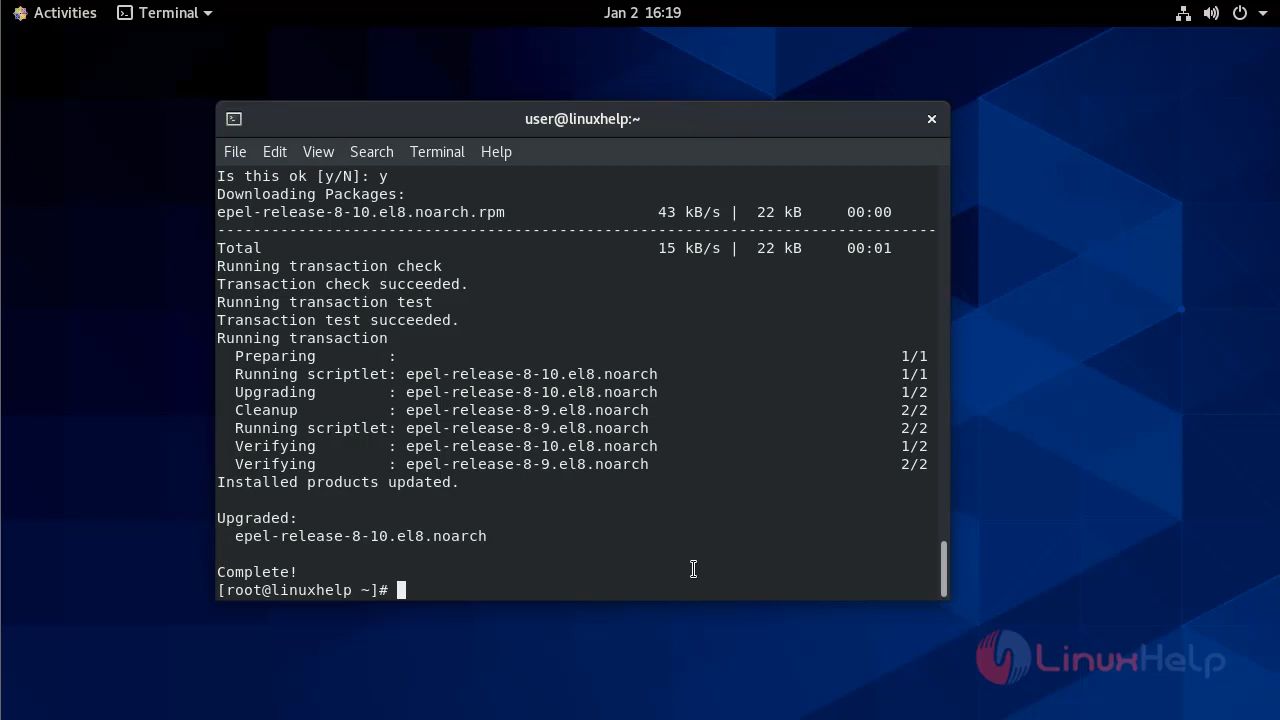 Activities Terminal Jan 2 16:19
user@linuxhelp:~ ×
File Edit View Search Terminal Help
Is this ok [y/N]: y
Downloading Packages:
epel-release-8-10.el8.noarch.rpm 43 kB/s | 22 kB 00:00
--------------------------------------------------------------------------------
Total 15 kB/s | 22 kB 00:01
Running transaction check
Transaction check succeeded.
Running transaction test
Transaction test succeeded.
Running transaction
Preparing : 1/1
Running scriptlet: epel-release-8-10.el8.noarch 1/1
Upgrading : epel-release-8-10.el8.noarch 1/2
Cleanup : epel-release-8-9.el8.noarch 2/2
Running scriptlet: epel-release-8-9.el8.noarch 2/2
Verifying : epel-release-8-10.el8.noarch 1/2
Verifying : epel-release-8-9.el8.noarch 2/2
Installed products updated.
Upgraded:
epel-release-8-10.el8.noarch
Complete!
[root@linuxhelp ~]#
LinuxHelp